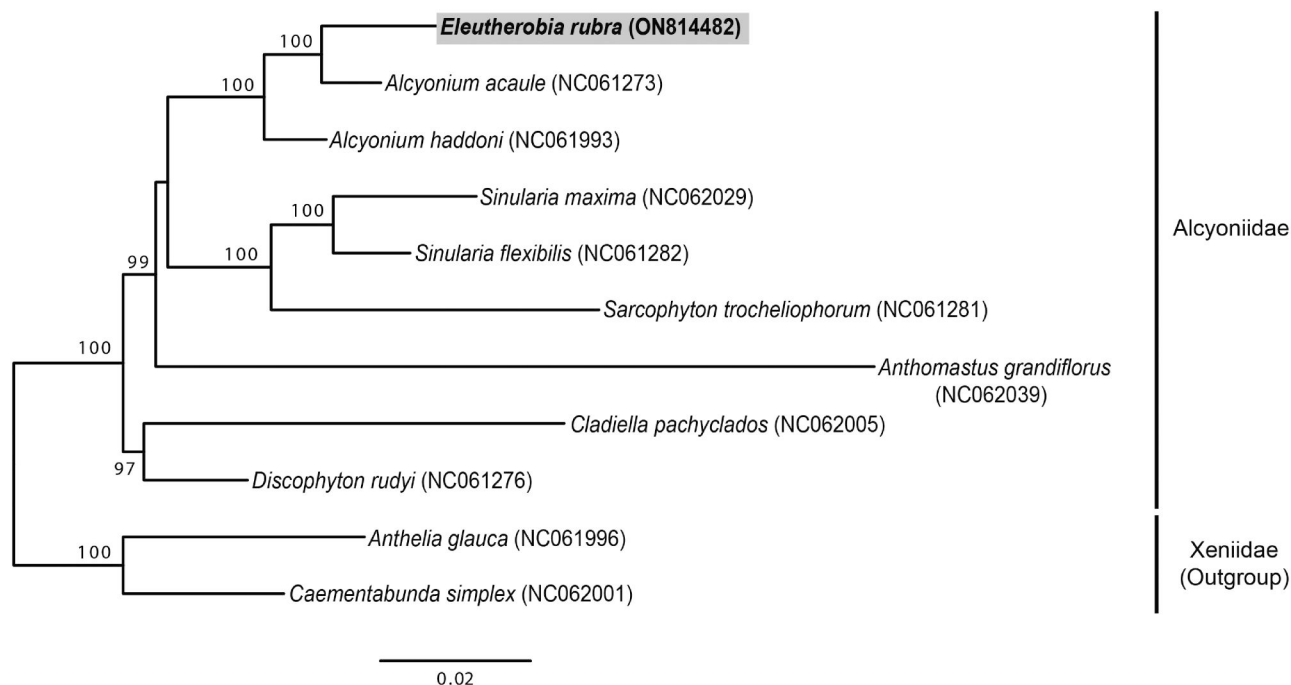 Eleutherobia rubra (ON814482)
100
Alcyonium acaule (NC061273)
100
Alcyonium haddoni (NC061993)
Sinularia maxima (NC062029)
100
Alcyoniidae
Sinularia flexibilis (NC061282)
100
99
Sarcophyton trocheliophorum (NC061281)
100
Anthomastus grandiflorus
(NC062039)
Cladiella pachyclados (NC062005)
97
Discophyton rudyi (NC061276)
Anthelia glauca (NC061996)
100
Xeniidae
(Outgroup)
Caementabunda simplex (NC062001)
0.02